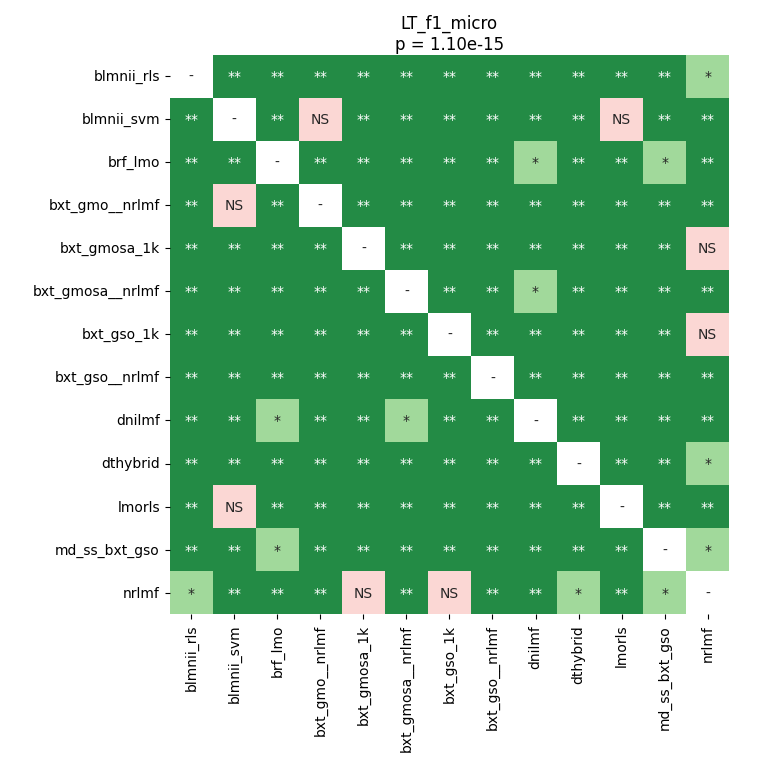 LT_f1_micro
p = 1.10e-15
blmnii_rls - ** ** ** ** ** ** ** ** ** ** ** *
blmnii_svm ** - ** NS ** ** ** ** ** ** NS ** **
brf_lmo ** ** - ** ** ** ** ** * ** ** * **
bxt_gmo__nrlmf ** NS ** - ** ** ** ** ** ** ** ** **
bxt_gmosa_1k ** ** ** ** - ** ** ** ** ** ** ** NS
bxt_gmosa__nrlmf ** ** ** ** ** - ** ** * ** ** ** **
bxt_gso_1k ** ** ** ** ** ** - ** ** ** ** ** NS
bxt_gso__nrlmf ** ** ** ** ** ** ** - ** ** ** ** **
dnilmf ** ** * ** ** * ** ** - ** ** ** **
dthybrid ** ** ** ** ** ** ** ** ** - ** ** *
lmorls ** NS ** ** ** ** ** ** ** ** - ** **
md_ss_bxt_gso ** ** * ** ** ** ** ** ** ** ** - *
nrlmf * ** ** ** NS ** NS ** ** * ** * -
blmnii_rls
blmnii_svm
brf_lmo
bxt_gmo__nrlmf
bxt_gmosa_1k
bxt_gmosa__nrlmf
bxt_gso_1k
bxt_gso__nrlmf
dnilmf
dthybrid
lmorls
md_ss_bxt_gso
nrlmf